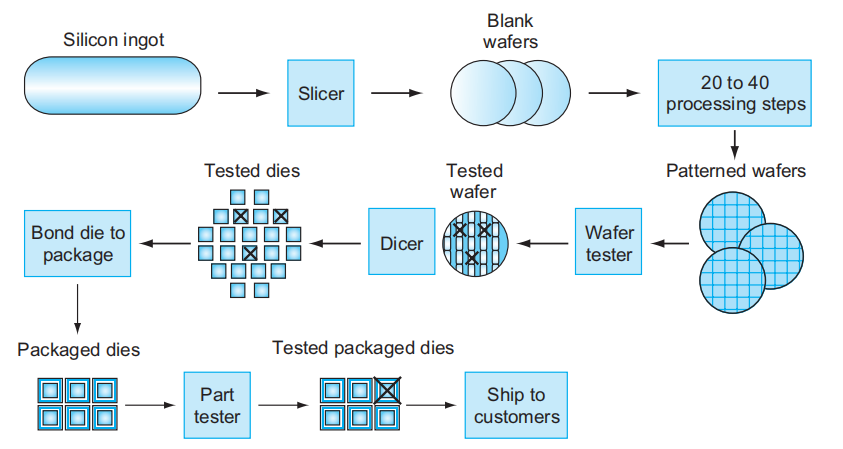 Silicon ingot
Slicer
Blank
wafers
20 to 40
processing steps
Patterned wafers
Wafer
tester
Tested
wafer
Dicer
Tested dies
Bond die to
package
Packaged dies
Part
tester
Tested packaged dies
Ship to
customers